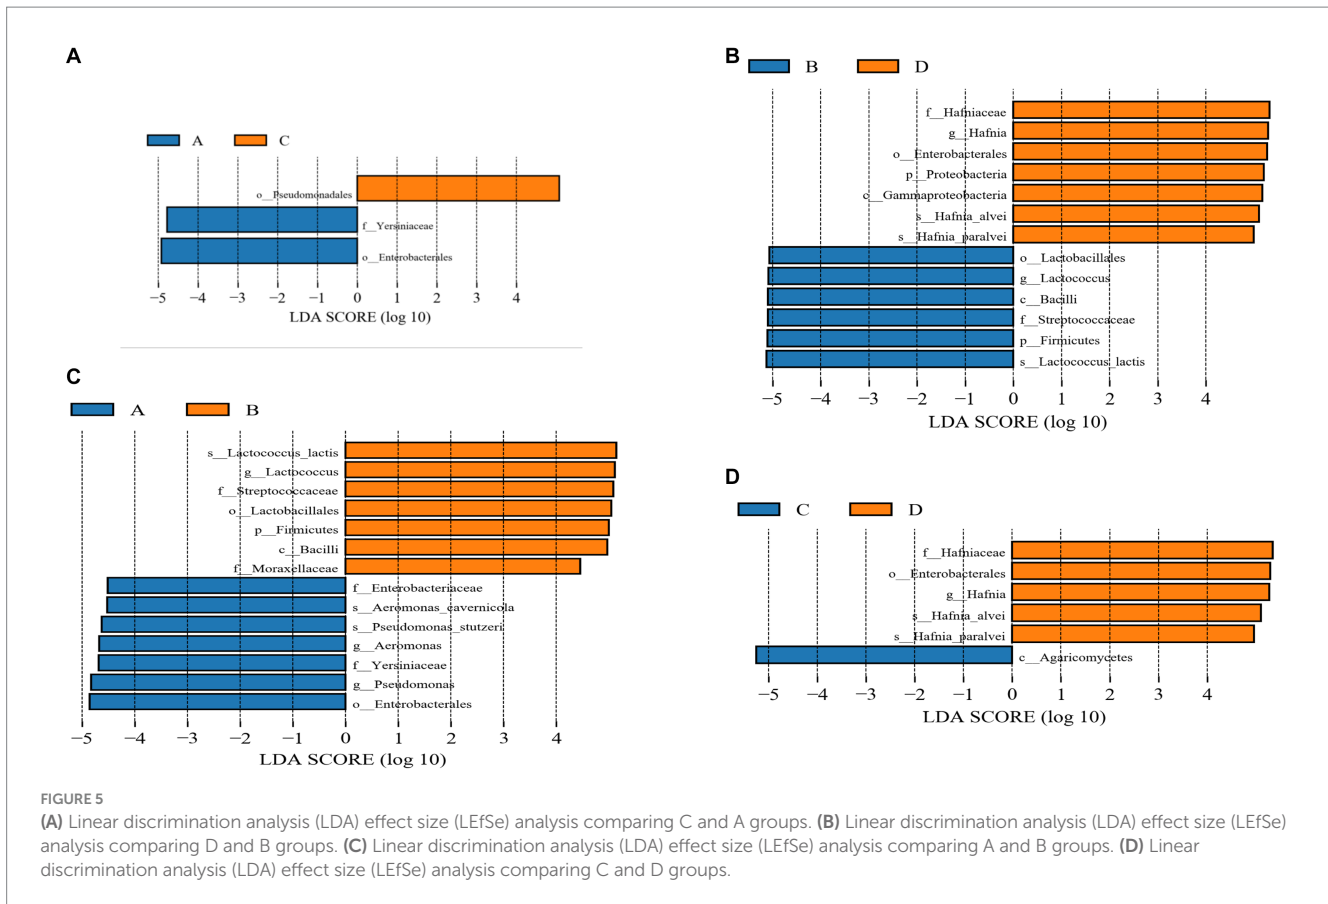 A
A C
o__Pseudomonadales
f__Yersiniaceae
o__Enterobacterales
−5 −4 −3 −2 −1 0 1 2 3 4
LDA SCORE (log 10)
B
B D
f__Hafniaceae
g__Hafnia
o__Enterobacterales
p__Proteobacteria
c__Gammaproteobacteria
s__Hafnia_alvei
s__Hafnia_paralvei
o__Lactobacillales
g__Lactococcus
c__Bacilli
f__Streptococcaceae
p__Firmicutes
s__Lactococcus_lactis
−5 −4 −3 −2 −1 0 1 2 3 4
LDA SCORE (log 10)
C
A B
s__Lactococcus_lactis
g__Lactococcus
f__Streptococcaceae
o__Lactobacillales
p__Firmicutes
c__Bacilli
f__Moraxellaceae
f__Enterobacteriaceae
s__Aeromonas_cavernicola
s__Pseudomonas_stutzeri
g__Aeromonas
f__Yersiniaceae
g__Pseudomonas
o__Enterobacterales
−5 −4 −3 −2 −1 0 1 2 3 4
LDA SCORE (log 10)
D
C D
f__Hafniaceae
o__Enterobacterales
g__Hafnia
s__Hafnia_alvei
s__Hafnia_paralvei
c__Agaricomycetes
−5 −4 −3 −2 −1 0 1 2 3 4
LDA SCORE (log 10)
FIGURE 5
(A) Linear discrimination analysis (LDA) effect size (LEfSe) analysis comparing C and A groups. (B) Linear discrimination analysis (LDA) effect size (LEfSe)
analysis comparing D and B groups. (C) Linear discrimination analysis (LDA) effect size (LEfSe) analysis comparing A and B groups. (D) Linear
discrimination analysis (LDA) effect size (LEfSe) analysis comparing C and D groups.